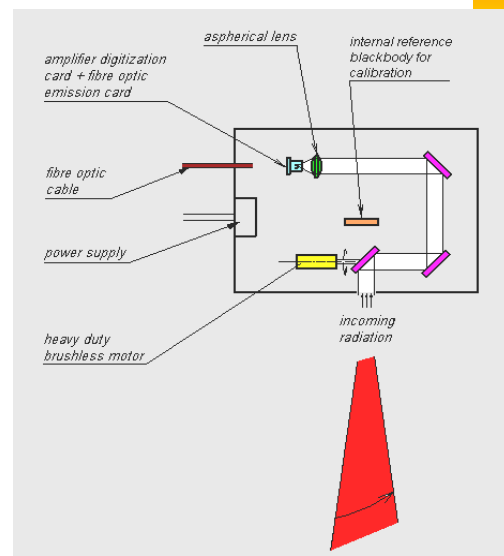 aspherical lens
internal reference
blackbody for
calibration
amplifier digitization
card + fibre optic
emission card
fibre optic
cable
power supply
heavy duty
brushless motor
incoming
radiation